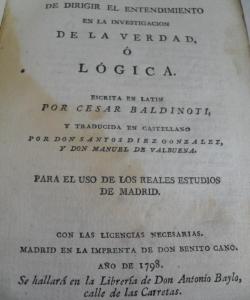 DE DIRIGIR EL ENTENDIMIENTO
EN LA INVESTIGACION
DE LA VERDAD,
Ó
LÓGICA.
ESCRITA EN LATIN
POR CESAR BALDINOTI,
Y TRADUCIDA EN CASTELLANO
POR DON SANTOS DIEZ GONZALEZ,
Y DON MANUEL DE VALBUENA.
PARA EL USO DE LOS REALES ESTUDIOS
DE MADRID.
CON LAS LICENCIAS NECESARIAS.
MADRID EN LA IMPRENTA DE DON BENITO CANO.
AÑO DE 1798.
Se hallará en la Librería de Don Antonio Baylo,
calle de las Carretas.